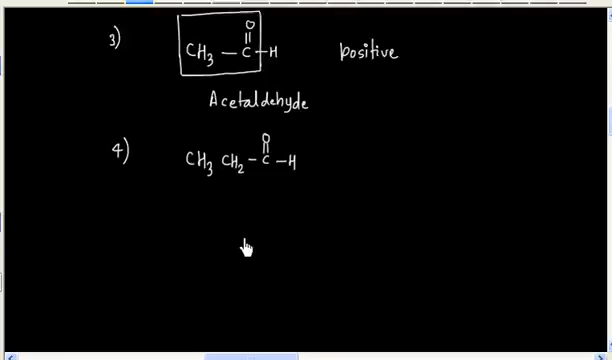 3) CH3 – C – H positive
O
Acetaldehyde
4) CH3 CH2 – C – H
O